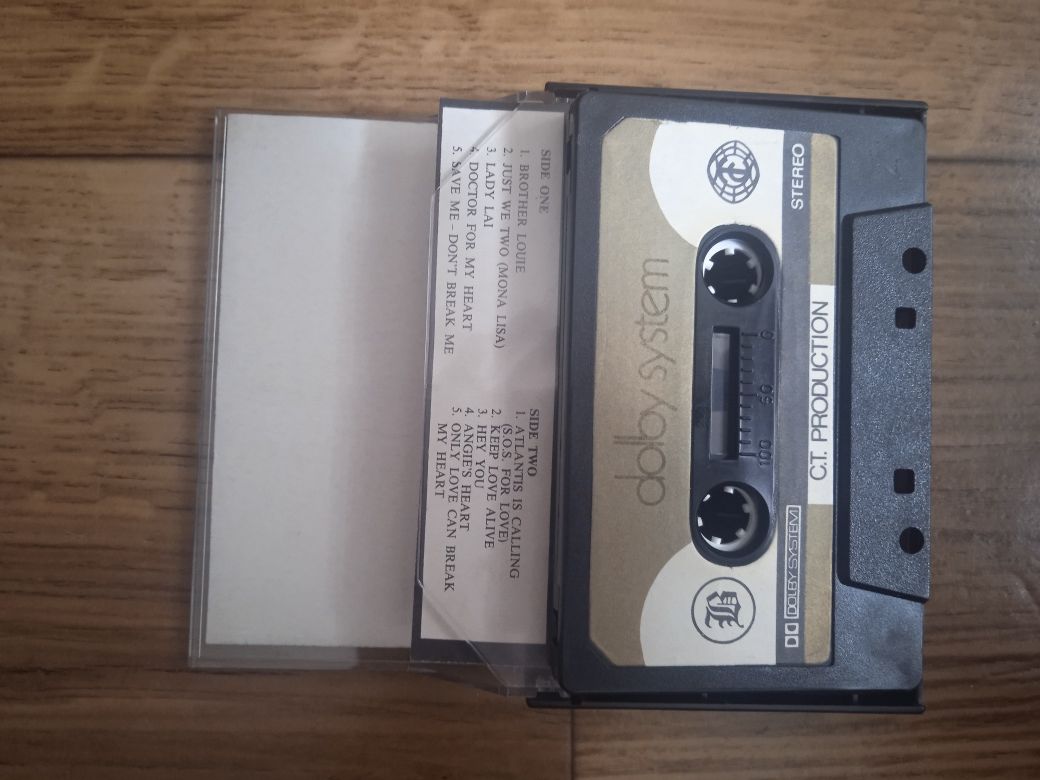 SIDE ONE
1. BROTHER LOUIE
2. JUST WE TWO (MONA LISA)
3. LADY LAI
4. DOCTOR FOR MY HEART
5. SAVE ME - DON'T BREAK ME
SIDE TWO
1. ATLANTIS IS CALLING
(S.O.S. FOR LOVE)
2. KEEP LOVE ALIVE
3. HEY YOU
4. ANGIE'S HEART
5. ONLY LOVE CAN BREAK
MY HEART
dolby system
0 50 100
STEREO
C.T. PRODUCTION
DOLBY SYSTEM